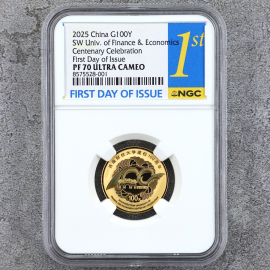 2025 China G100Y
SW Univ. of Finance & Economics
Centenary Celebration
First Day of Issue
PF 70 ULTRA CAMEO
8575528-001
1st
FIRST DAY OF ISSUE
NGC
100